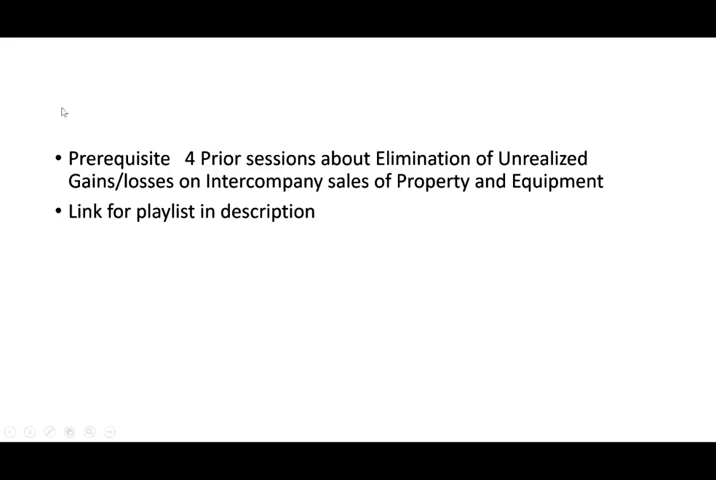 • Prerequisite 4 Prior sessions about Elimination of Unrealized
Gains/losses on Intercompany sales of Property and Equipment
• Link for playlist in description